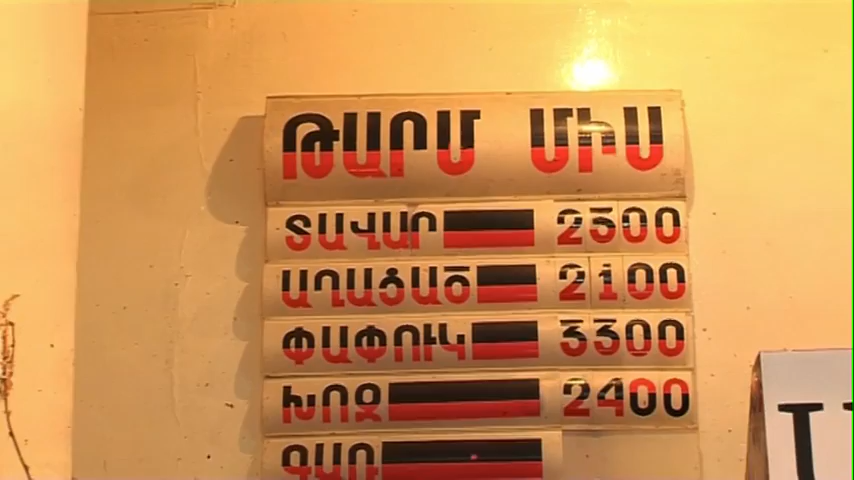 ԹԱՐՄ ՄԻՍ
ՏԱՎԱՐ 2500
ԱՂԱՑԱԾ 2100
ՓԱՓՈՒԿ 3300
ԽՈԶ 2400
ԳԱՌ